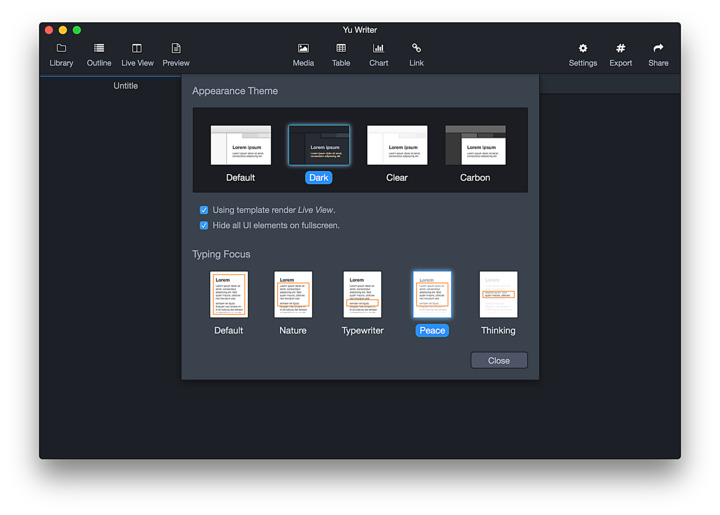 Yu Writer
Library Outline Live View Preview Media Table Chart Link Settings Export Share
Untitle
Appearance Theme
Lorem ipsum Lorem ipsum Lorem ipsum Lorem ipsum
Default Dark Clear Carbon
Using template render Live View.
Hide all UI elements on fullscreen.
Typing Focus
Lorem Lorem Lorem Lorem
Default Nature Typewriter Peace Thinking
Close